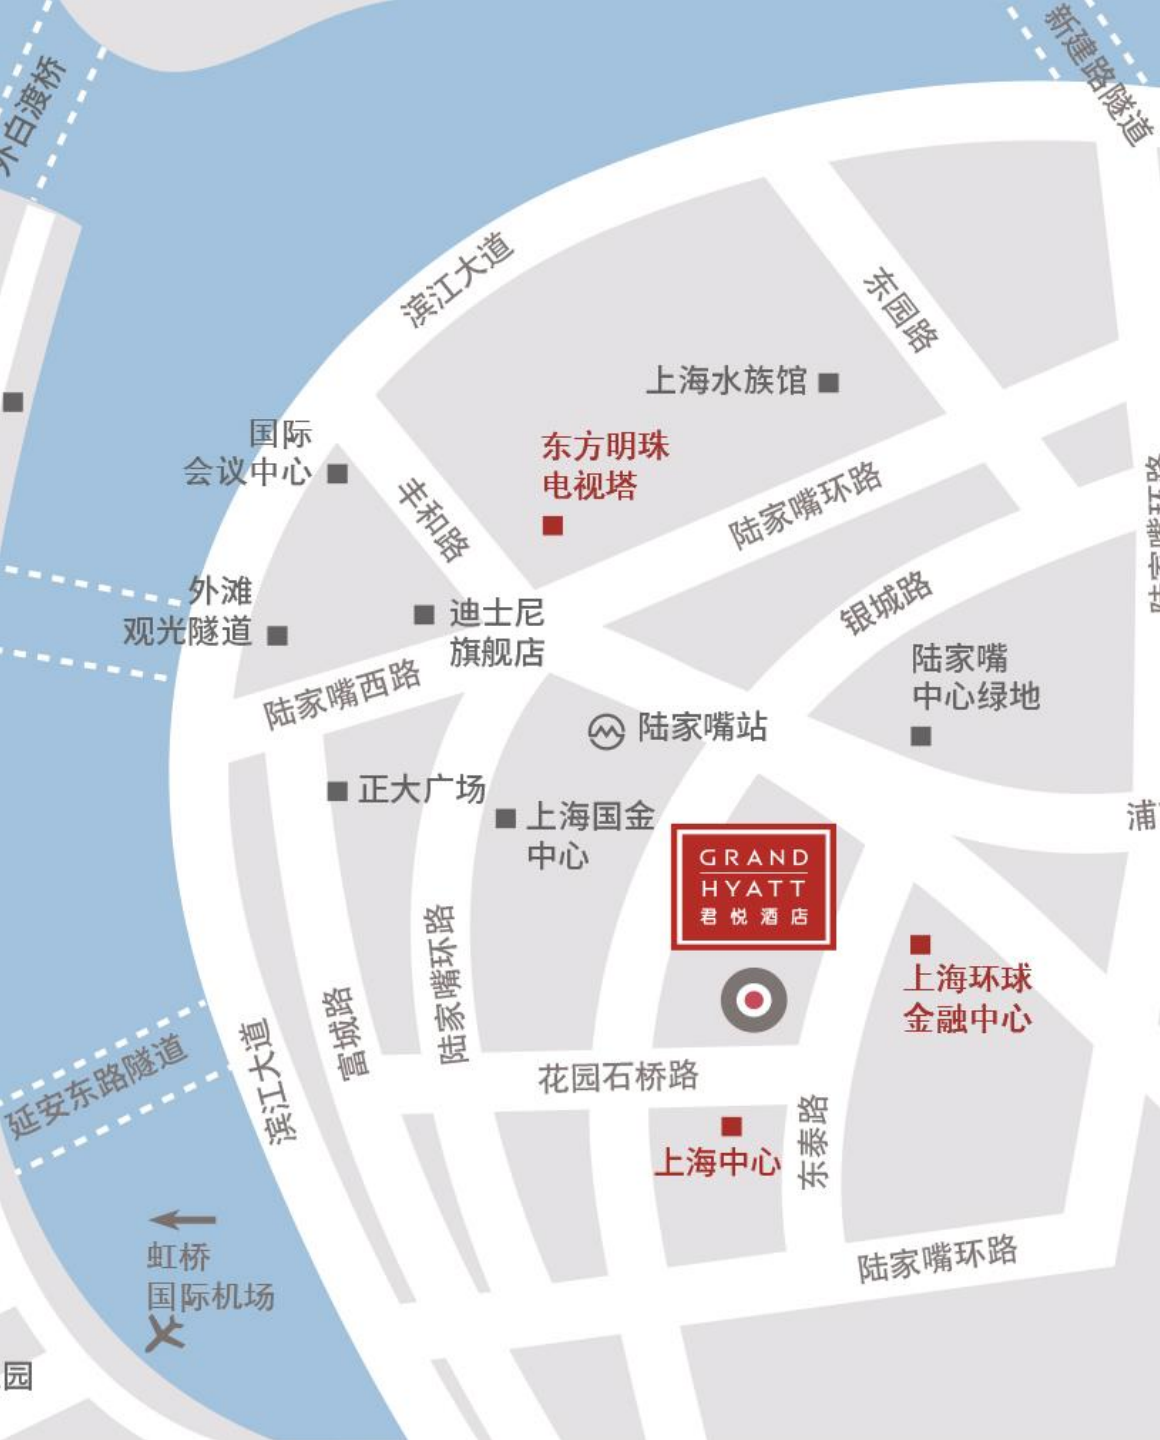 新建路隧道
外白渡桥
滨江大道
东园路
上海水族馆
国际
会议中心
东方明珠
电视塔
丰和路
陆家嘴环路
陆家嘴环路
外滩
观光隧道
迪士尼
旗舰店
银城路
陆家嘴
中心绿地
陆家嘴西路
陆家嘴站
正大广场
上海国金
中心
浦
GRAND
HYATT
君悦酒店
上海环球
金融中心
陆家嘴环路
富城路
滨江大道
延安东路隧道
花园石桥路
东泰路
上海中心
虹桥
国际机场
陆家嘴环路
园